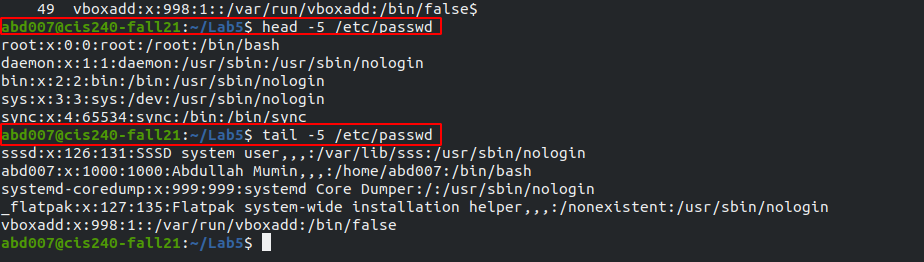 49  vboxadd:x:998:1::/var/run/vboxadd:/bin/false$
abd007@cis240-fall21:~/Lab5$ head -5 /etc/passwd
root:x:0:0:root:/root:/bin/bash
daemon:x:1:1:daemon:/usr/sbin:/usr/sbin/nologin
bin:x:2:2:bin:/bin:/usr/sbin/nologin
sys:x:3:3:sys:/dev:/usr/sbin/nologin
sync:x:4:65534:sync:/bin:/bin/sync
abd007@cis240-fall21:~/Lab5$ tail -5 /etc/passwd
sssd:x:126:131:SSSD system user,,,:/var/lib/sss:/usr/sbin/nologin
abd007:x:1000:1000:Abdullah Mumin,,,:/home/abd007:/bin/bash
systemd-coredump:x:999:999:systemd Core Dumper:/:/usr/sbin/nologin
_flatpak:x:127:135:Flatpak system-wide installation helper,,,:/nonexistent:/usr/sbin/nologin
vboxadd:x:998:1::/var/run/vboxadd:/bin/false
abd007@cis240-fall21:~/Lab5$